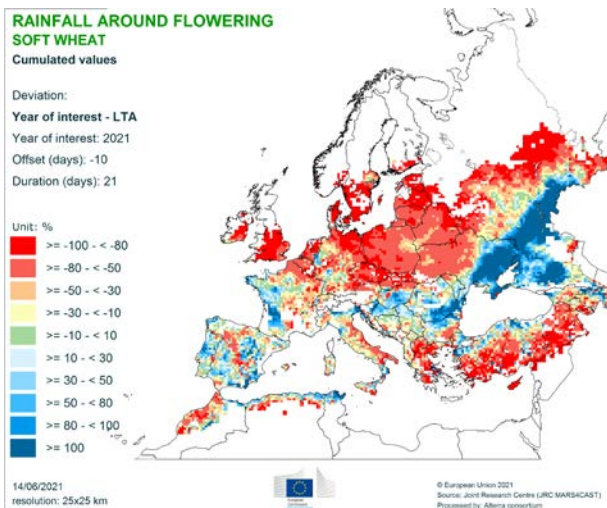 RAINFALL AROUND FLOWERING
SOFT WHEAT
Cumulated values
Deviation:
Year of interest - LTA
Year of interest: 2021
Offset (days): -10
Duration (days): 21
Unit: %
>= -100 - < -80
>= -80 - < -50
>= -50 - < -30
>= -30 - < -10
>= -10 - < 10
>= 10 - < 30
>= 30 - < 50
>= 50 - < 80
>= 80 - < 100
>= 100
14/06/2021
resolution: 25x25 km
© European Union 2021
Source: Joint Research Centre (JRC MARS4CAST)
Processed by: Alterra consortium